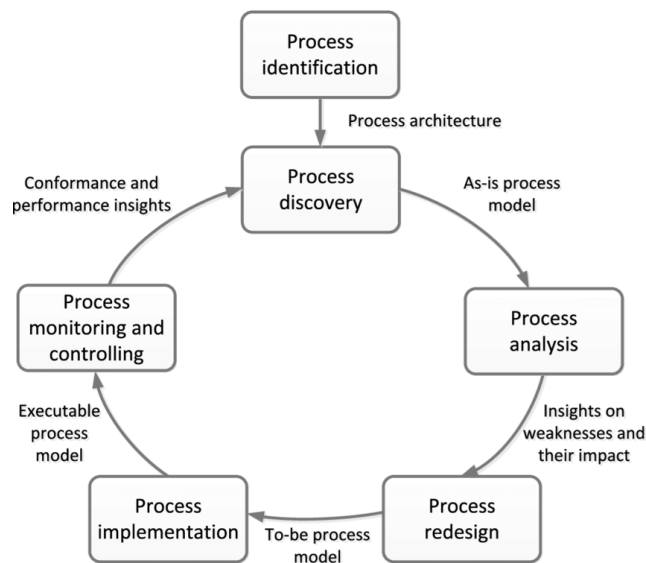 Process
identification
Process architecture
Process
discovery
As-is process
model
Process
analysis
Insights on
weaknesses and
their impact
Process
redesign
To-be process
model
Process
implementation
Executable
process
model
Process
monitoring and
controlling
Conformance and
performance insights